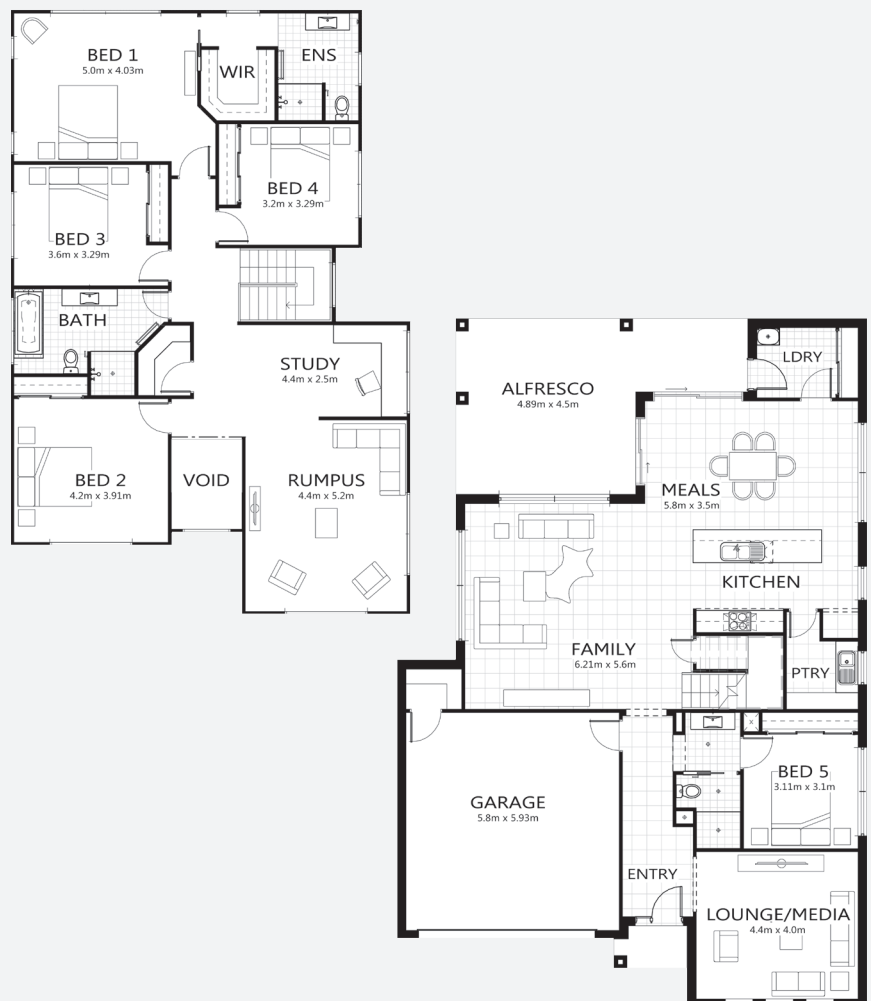 BED 1
5.0m x 4.03m
WIR
ENS
BED 4
3.2m x 3.29m
BED 3
3.6m x 3.29m
BATH
STUDY
4.4m x 2.5m
BED 2
4.2m x 3.91m
VOID
RUMPUS
4.4m x 5.2m
LDRY
ALFRESCO
4.89m x 4.5m
MEALS
5.8m x 3.5m
KITCHEN
FAMILY
6.21m x 5.6m
PTRY
BED 5
3.11m x 3.1m
GARAGE
5.8m x 5.93m
ENTRY
LOUNGE/MEDIA
4.4m x 4.0m